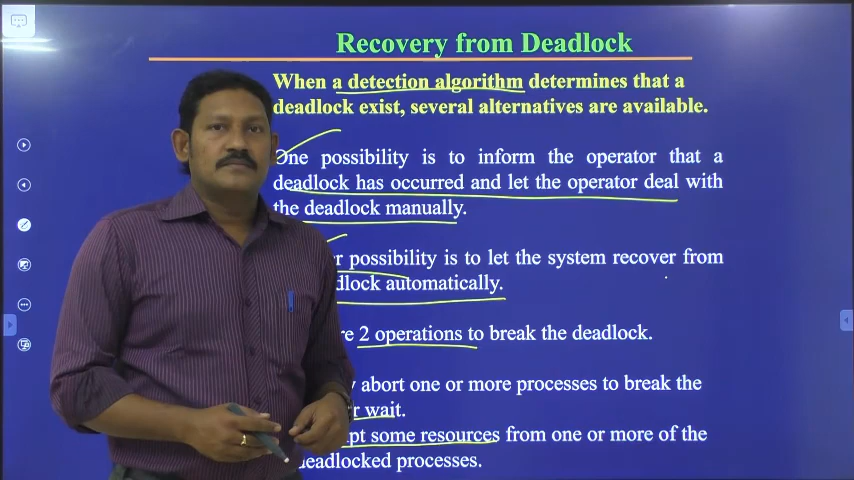 Recovery from Deadlock
When a detection algorithm determines that a
deadlock exist, several alternatives are available.
One possibility is to inform the operator that a
deadlock has occurred and let the operator deal with
the deadlock manually.
possibility is to let the system recover from
automatically.
2 operations to break the deadlock.
abort one or more processes to break the
wait.
some resources from one or more of the
deadlocked processes.